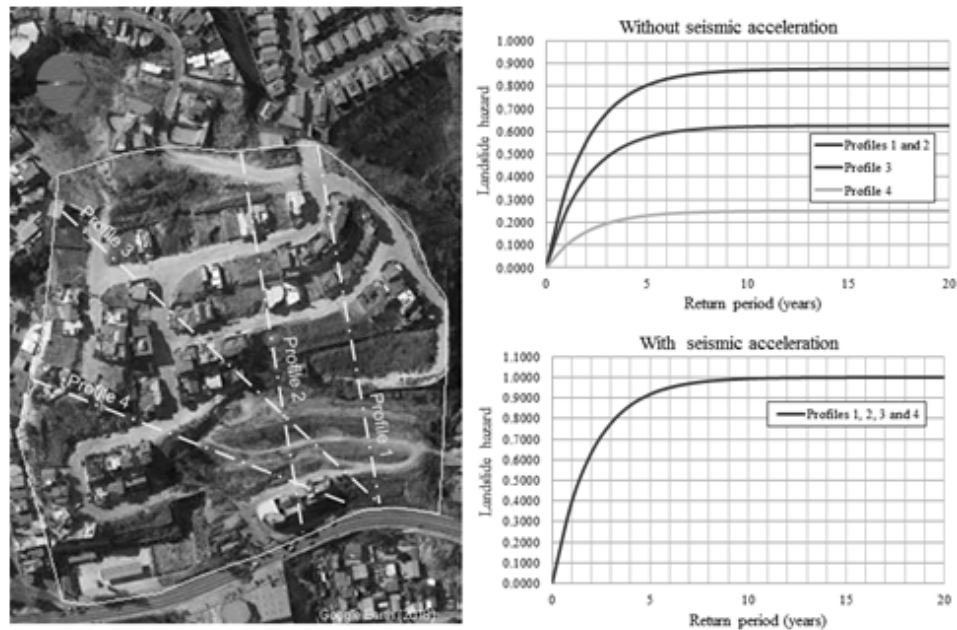 Profile 3
Profile 4
Profile 2
Profile 1
Google Earth (2018)
Without seismic acceleration
Landslide hazard
1.0000
0.9000
0.8000
0.7000
0.6000
0.5000
0.4000
0.3000
0.2000
0.1000
0.0000
Profiles 1 and 2
Profile 3
Profile 4
0 5 10 15 20
Return period (years)
With seismic acceleration
Landslide hazard
1.1000
1.0000
0.9000
0.8000
0.7000
0.6000
0.5000
0.4000
0.3000
0.2000
0.1000
0.0000
Profiles 1, 2, 3 and 4
0 5 10 15 20
Return period (years)